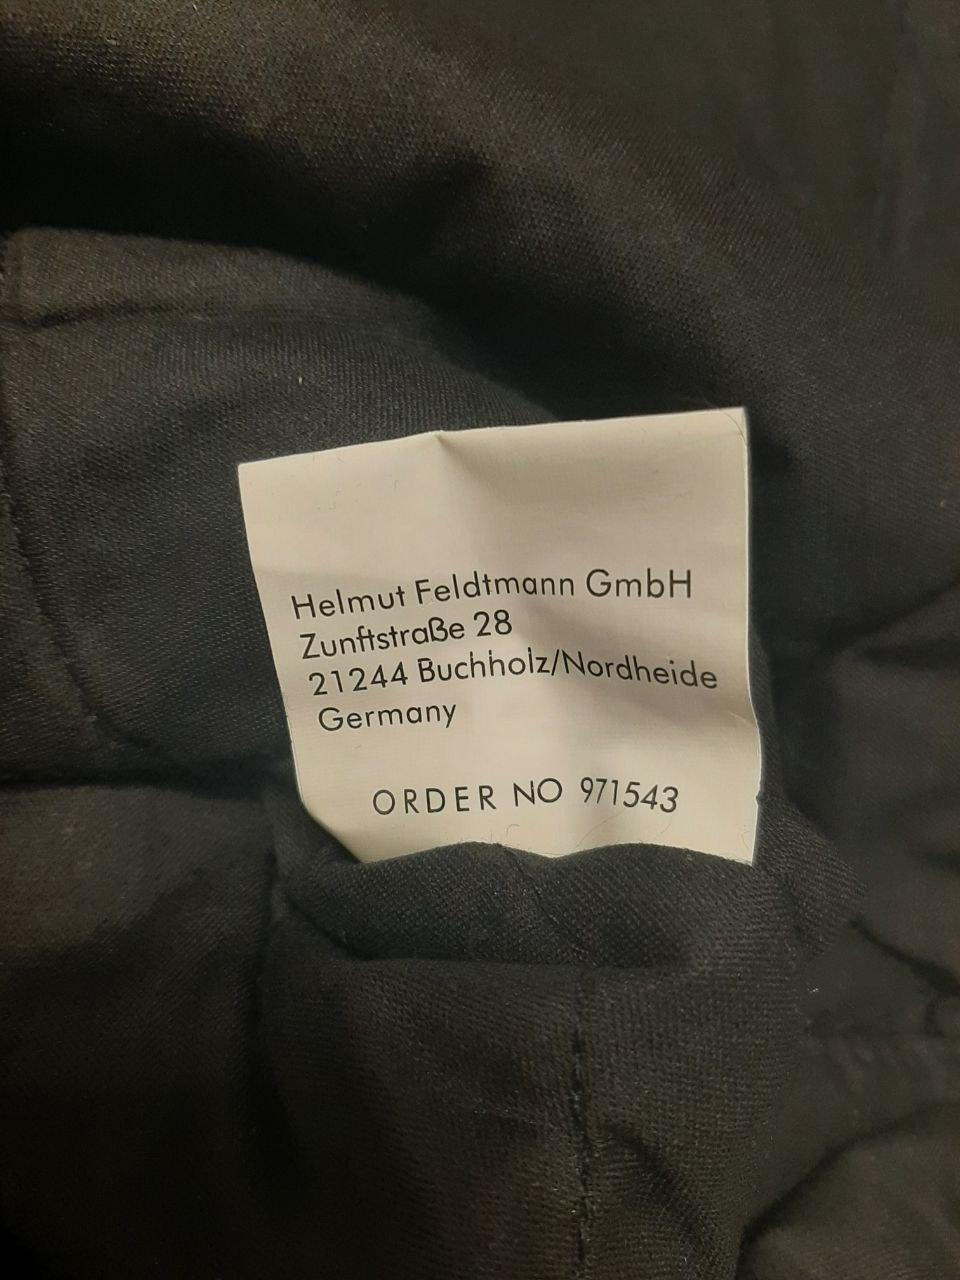 Helmut Feldtmann GmbH
Zunftstraße 28
21244 Buchholz/Nordheide
Germany
ORDER NO 971543